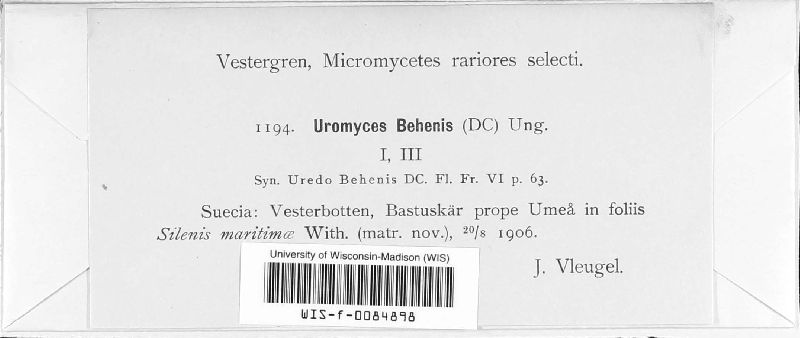 Vestergren, Micromycetes rariores selecti.
1194. Uromyces Behenis (DC) Ung.
I, III
Syn. Uredo Behenis DC. Fl. Fr. VI p. 63.
Suecia: Vesterbotten, Bastuskär prope Umeå in foliis
Silenis maritimæ With. (matr. nov.), 20/8 1906.
J. Vleugel.
University of Wisconsin-Madison (WIS)
WIS-f-0084898